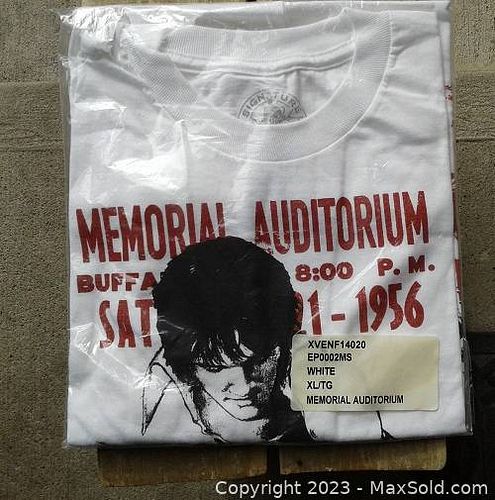 SIGNATURE
MEMORIAL AUDITORIUM
BUFFA 8:00 P. M.
SAT 21 - 1956
XVENF14020
EP0002MS
WHITE
XL/TG
MEMORIAL AUDITORIUM
Copyright 2023 - MaxSold.com